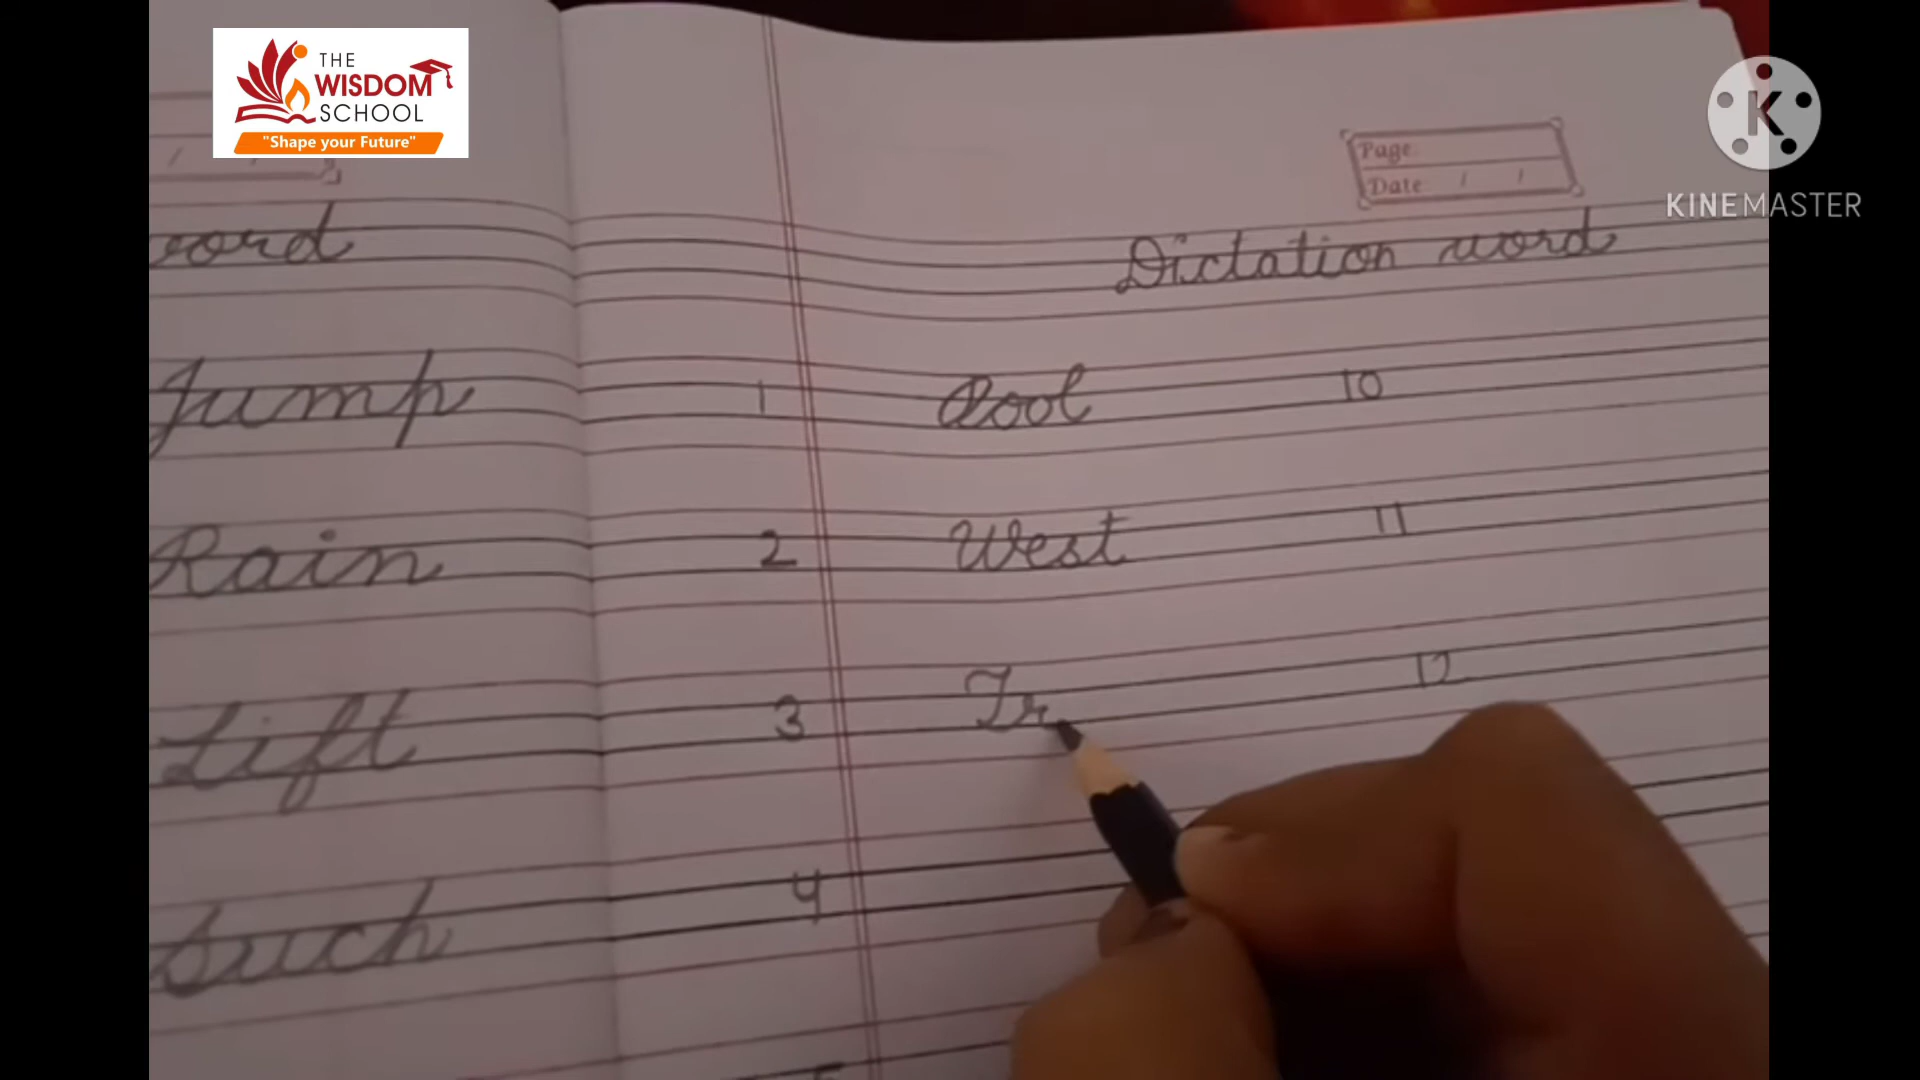 THE
WISDOM
SCHOOL
"Shape your Future"
K
KINEMASTER
Page:
Date: / /
word
Jump
Rain
Lift
Such
Dictation word
1 Cool 10
2 West 11
3 Tr 12
4